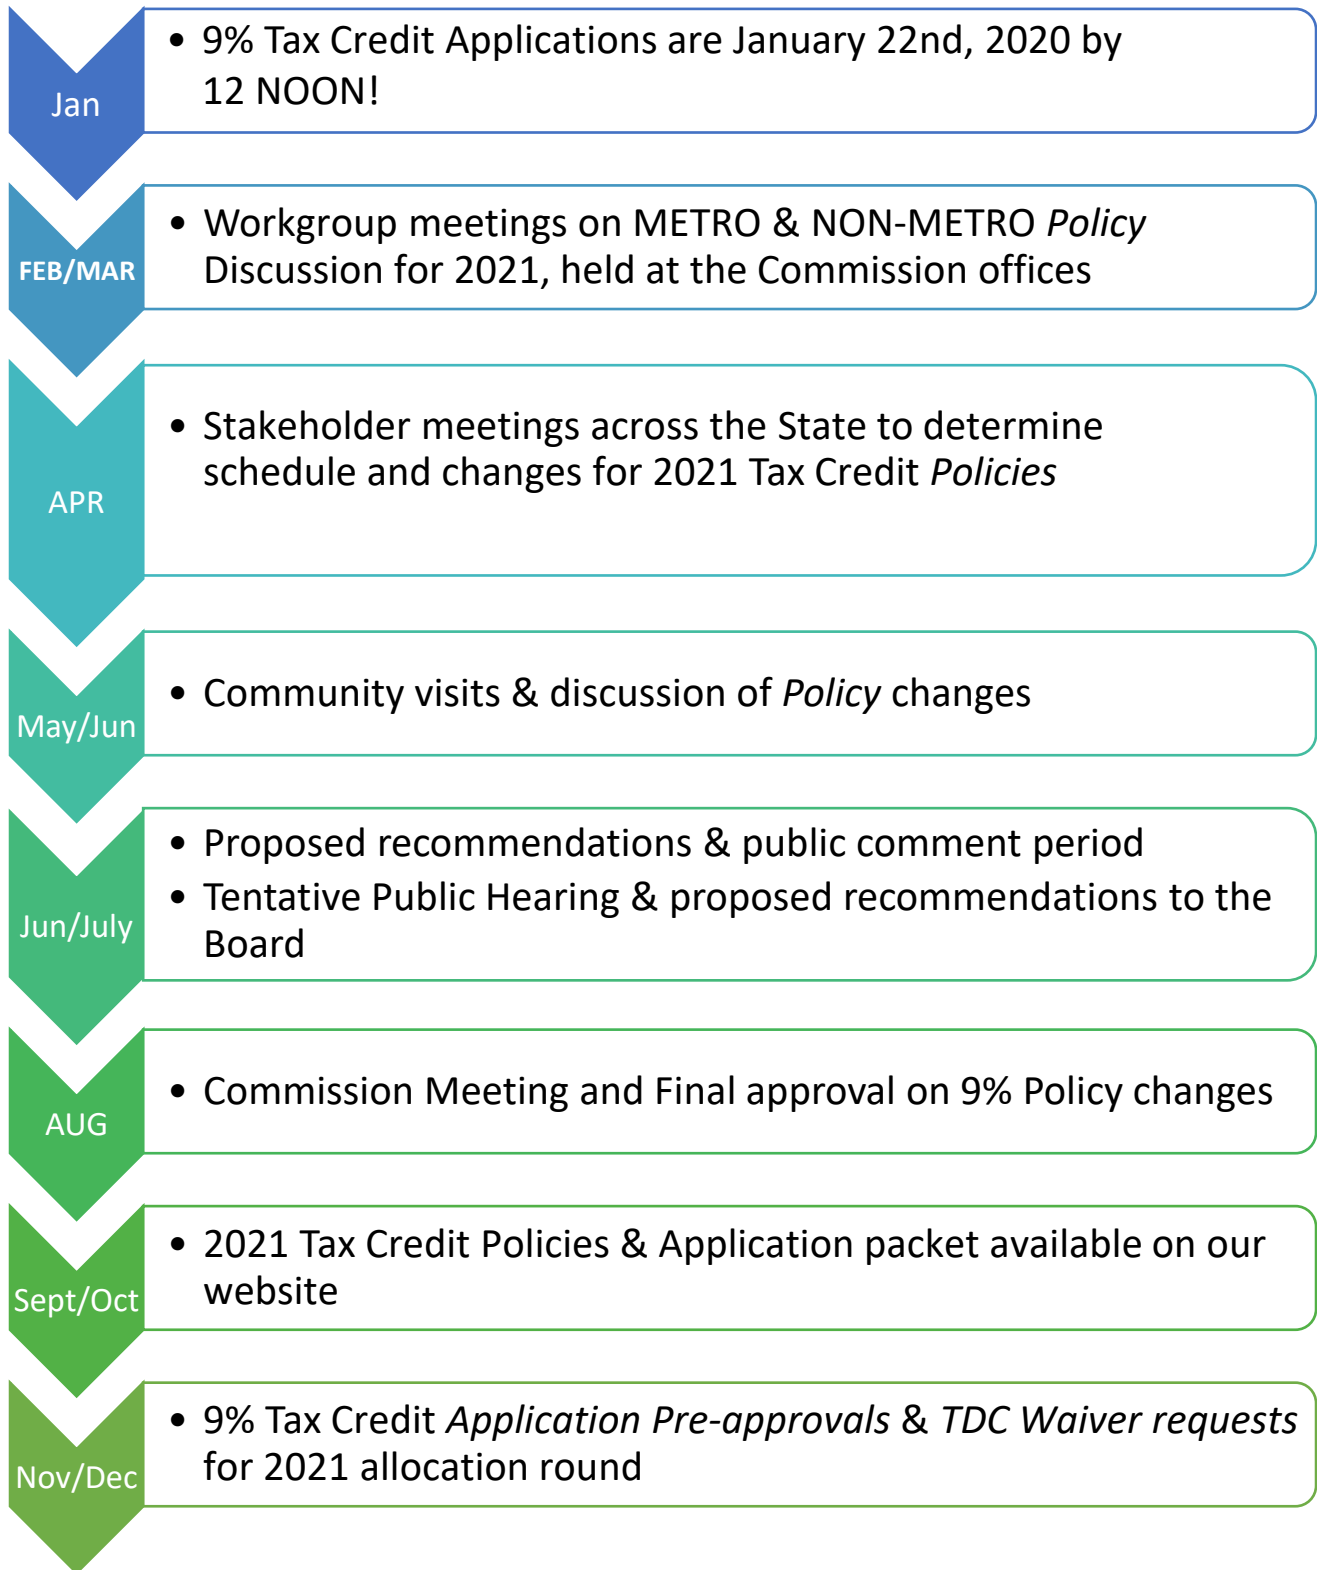 Jan
• 9% Tax Credit Applications are January 22nd, 2020 by
12 NOON!
FEB/MAR
• Workgroup meetings on METRO & NON-METRO Policy
Discussion for 2021, held at the Commission offices
APR
• Stakeholder meetings across the State to determine
schedule and changes for 2021 Tax Credit Policies
May/Jun
• Community visits & discussion of Policy changes
Jun/July
• Proposed recommendations & public comment period
• Tentative Public Hearing & proposed recommendations to the
Board
AUG
• Commission Meeting and Final approval on 9% Policy changes
Sept/Oct
• 2021 Tax Credit Policies & Application packet available on our
website
Nov/Dec
• 9% Tax Credit Application Pre-approvals & TDC Waiver requests
for 2021 allocation round